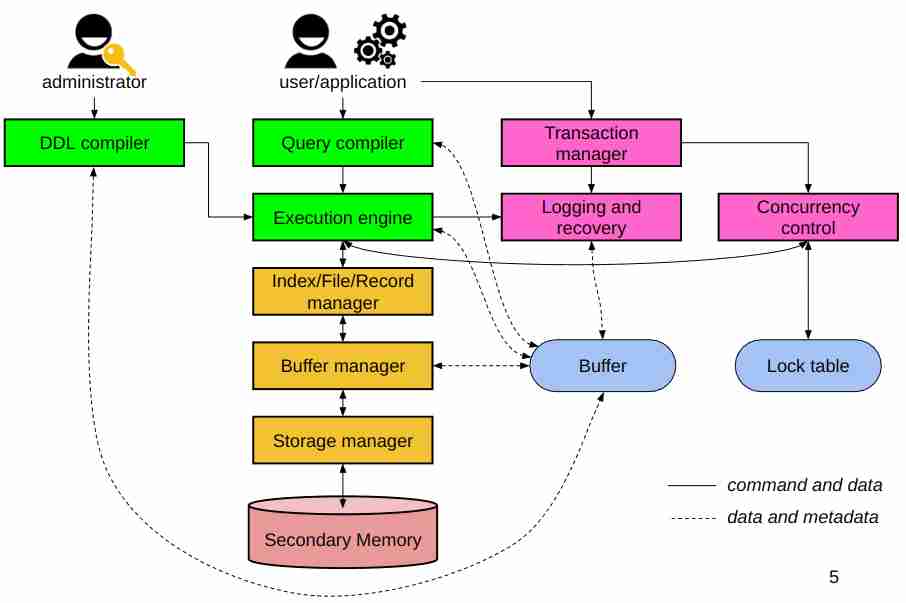 administrator
user/application
DDL compiler
Query compiler
Transaction
manager
Execution engine
Logging and
recovery
Concurrency
control
Index/File/Record
manager
Buffer manager
Buffer
Lock table
Storage manager
Secondary Memory
command and data
data and metadata
5